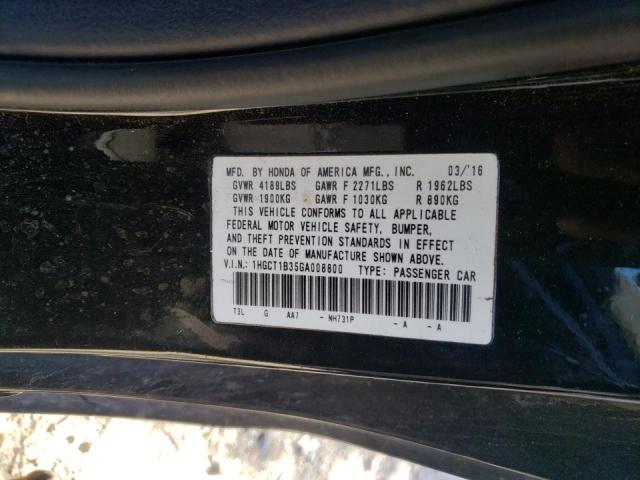 MFD. BY HONDA OF AMERICA MFG., INC. 03/'16
GVWR 4189LBS GAWR F 2271LBS R 1962LBS
GVWR 1900KG GAWR F 1030KG R 890KG
THIS VEHICLE CONFORMS TO ALL APPLICABLE
FEDERAL MOTOR VEHICLE SAFETY, BUMPER,
AND THEFT PREVENTION STANDARDS IN EFFECT
ON THE DATE OF MANUFACTURE SHOWN ABOVE.
V.I.N.: 1HGCT1B35GA008800 TYPE: PASSENGER CAR
T3L G AA7 - NH731P - A - A